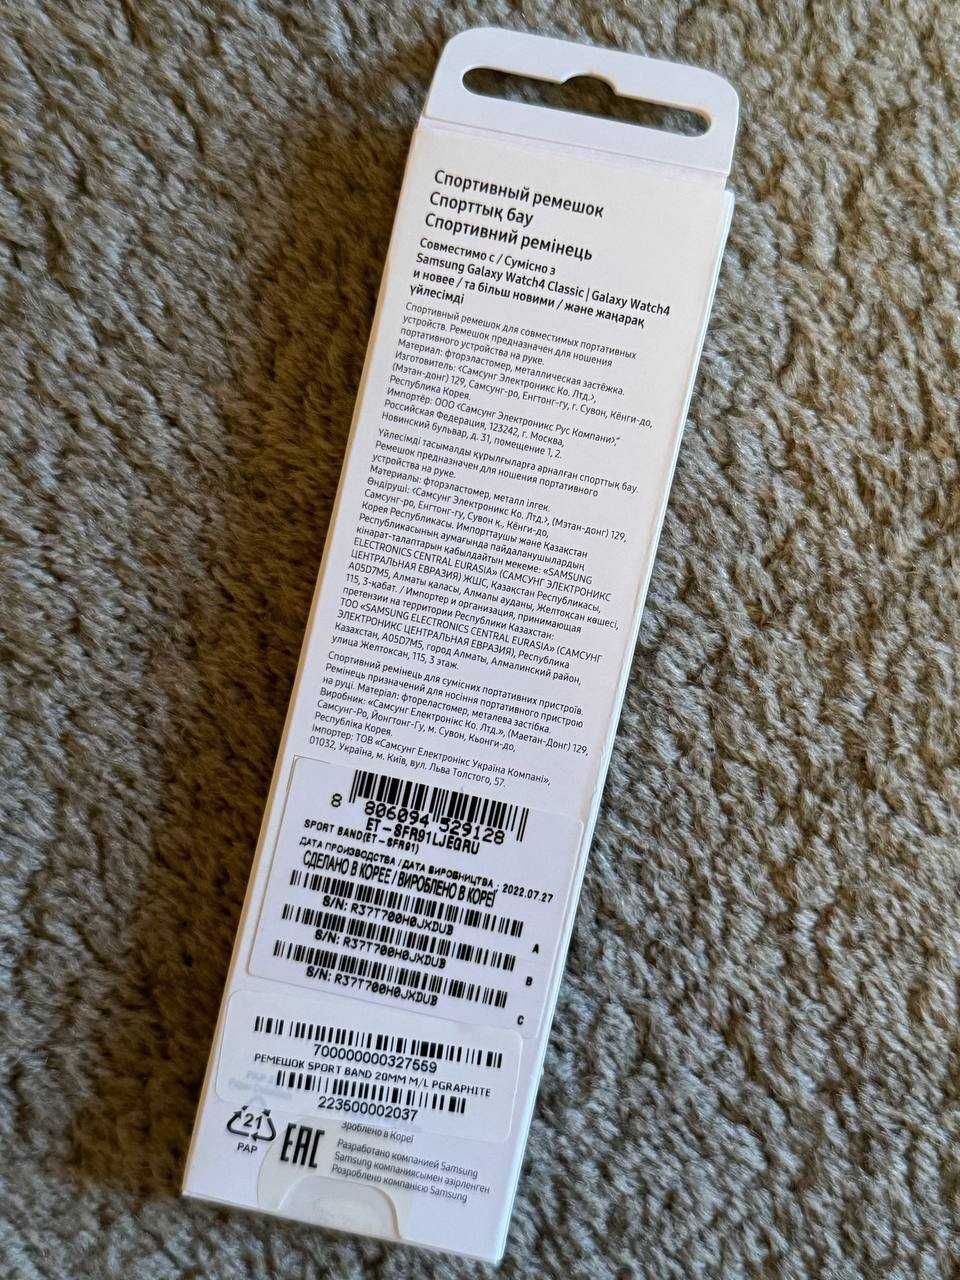 Спортивный ремешок
Спорттық бау
Спортивний ремінець
Совместимо с / Сумісно з
Samsung Galaxy Watch4 Classic | Galaxy Watch4
и новее / та більш новими / және жаңарақ
үйлесімді
Спортивный ремешок для совместимых портативных
устройств. Ремешок предназначен для ношения
портативного устройства на руке.
Материал: фторэластомер, металлическая застёжка.
Изготовитель: «Самсунг Электроникс Ко. Лтд.»,
(Мэтан-донг) 129, Самсунг-ро, Енгтонг-гу, г. Сувон, Кёнги-до,
Республика Корея.
Импортёр: ООО «Самсунг Электроникс Рус Компани»,
Российская Федерация, 123242, г. Москва,
Новинский бульвар, д. 31, помещение 1, 2.
Үйлесімді тасымалды құрылғыларға арналған спорттық бау.
Ремешок предназначен для ношения портативного
устройства на руке.
Материалы: фторэластомер, металл ілгек.
Өндіруші: «Самсунг Электроникс Ко. Лтд.», (Мэтан-донг) 129,
Самсунг-ро, Енгтонг-гу, Сувон қ., Кёнги-до,
Корея Республикасы. Импорттаушы және Қазақстан
Республикасының аумағында пайдаланушылардың
кінәрат-талаптарын қабылдайтын мекеме: «SAMSUNG
ELECTRONICS CENTRAL EURASIA» (САМСУНГ ЭЛЕКТРОНИКС
ЦЕНТРАЛЬНАЯ ЕВРАЗИЯ) ЖШС, Қазақстан Республикасы,
A05D7M5, Алматы қаласы, Алмалы ауданы, Желтоксан көшесі,
115, 3-қабат. / Импортер и организация, принимающая
претензии на территории Республики Казахстан:
ТОО «SAMSUNG ELECTRONICS CENTRAL EURASIA» (САМСУНГ
ЭЛЕКТРОНИКС ЦЕНТРАЛЬНАЯ ЕВРАЗИЯ), Республика
Казахстан, A05D7M5, город Алматы, Алмалинский район,
улица Желтоксан, 115, 3 этаж.
Спортивний ремінець для сумісних портативних пристроїв.
Ремінець призначений для носіння портативного пристрою
на руці. Матеріал: фтореластомер, металева застібка.
Виробник: «Самсунг Електронікс Ко. Лтд.», (Маетан-Донг) 129,
Самсунг-Ро, Йонгтонг-Гу, м. Сувон, Кьонги-до,
Республіка Корея.
Імпортер: ТОВ «Самсунг Електронікс Україна Компані»,
01032, Україна, м. Київ, вул. Льва Толстого, 57.
8 806094 529128
ET-SFR91LJEGRU
SPORT BAND(ET-SFR91)
ДАТА ПРОИЗВОДСТВА / ДАТА ВИРОБНИЦТВА : 2022.07.27
СДЕЛАНО В КОРЕЕ / ВИРОБЛЕНО В КОРЕЇ
S/N: R37T700H0JXDUB A
S/N: R37T700H0JXDUB B
S/N: R37T700H0JXDUB C
700000000327559
РЕМЕШОК SPORT BAND 20MM M/L PGRAPHITE
223500002037
Зроблено в Кореї
21
PAP
EAC
Разработано компанией Samsung
Samsung компаниясымен әзірленген
Розроблено компанією Samsung